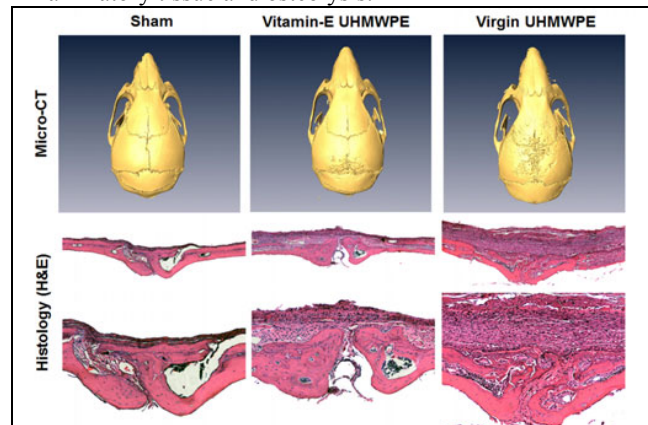 Sham
Vitamin-E UHMWPE
Virgin UHMWPE
Micro-CT
Histology (H&E)